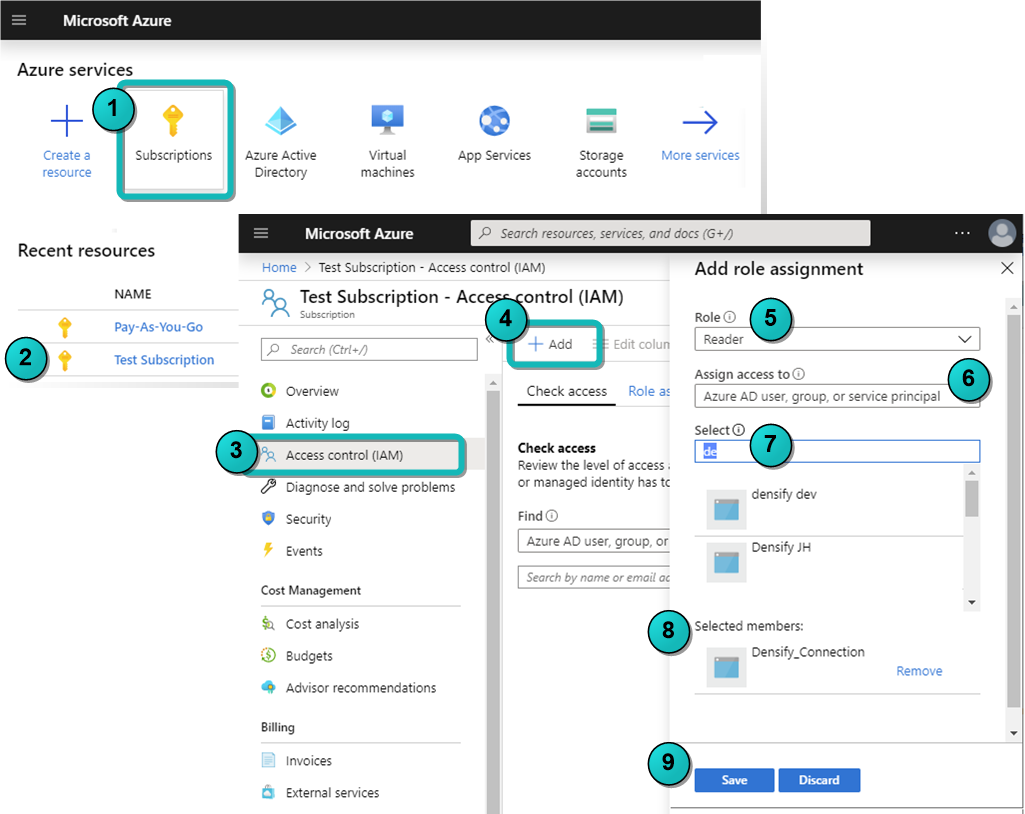 Microsoft Azure
Azure services
1
Create a
resource
Subscriptions
Azure Active
Directory
Virtual
machines
App Services
Storage
accounts
More services
Recent resources
NAME
Pay-As-You-Go
2
Test Subscription
Microsoft Azure
Search resources, services, and docs (G+/)
Home > Test Subscription - Access control (IAM)
Test Subscription - Access control (IAM)
Subscription
Search (Ctrl+/)
Overview
Activity log
3
Access control (IAM)
Diagnose and solve problems
Security
Events
Cost Management
Cost analysis
Budgets
Advisor recommendations
Billing
Invoices
External services
4
Add
Edit colum
Check access
Role as
Check access
Review the level of access a
or managed identity has to
Find
Azure AD user, group, or
Search by name or email ad
Add role assignment
Role
5
Reader
Assign access to
6
Azure AD user, group, or service principal
Select
7
de
densify dev
Densify JH
8
Selected members:
Densify_Connection
Remove
9
Save
Discard